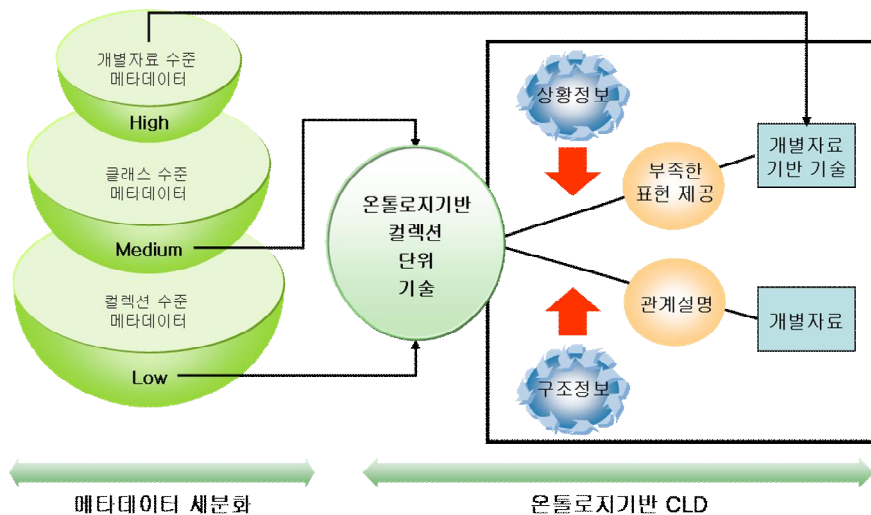 개별자료 수준
메타데이터
High
클래스 수준
메타데이터
Medium
컬렉션 수준
메타데이터
Low
온톨로지기반
컬렉션
단위
기술
상황정보
부족한
표현 제공
개별자료
기반 기술
관계설명
개별자료
구조정보
메타데이터 세분화
온톨로지기반 CLD